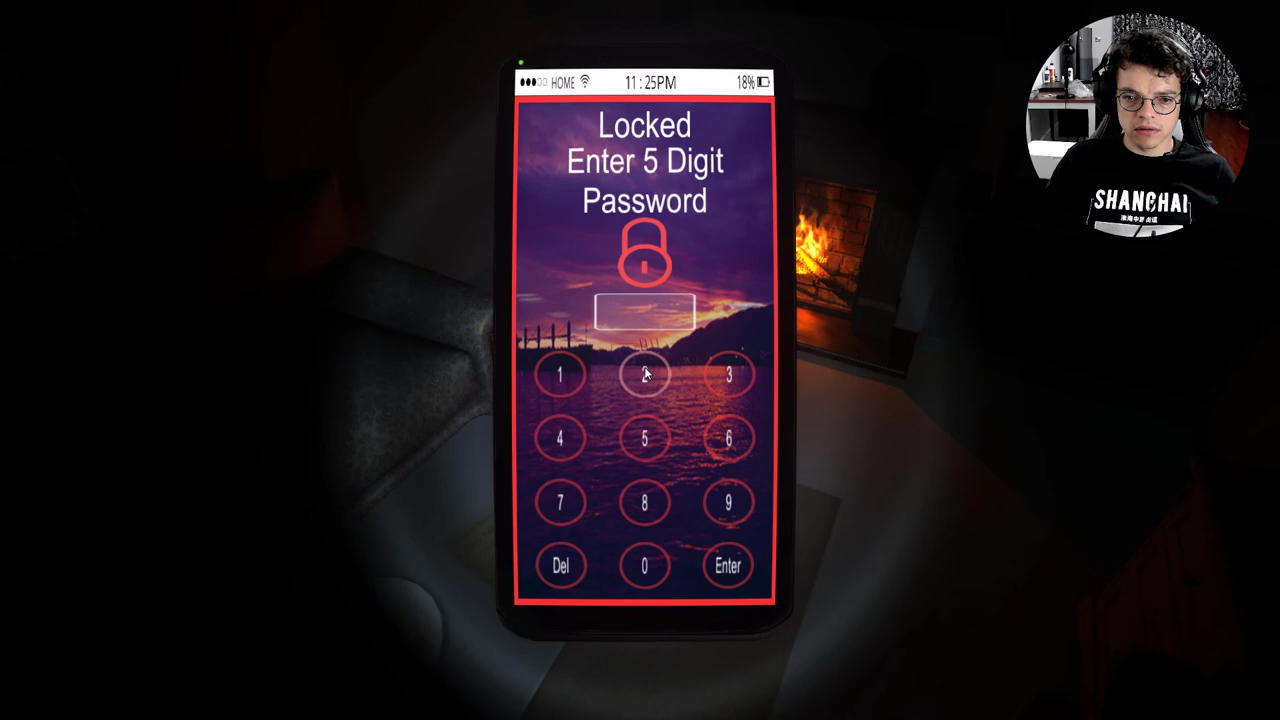 HOME 11:25PM 18%
Locked
Enter 5 Digit
Password
1 2 3
4 5 6
7 8 9
Del 0 Enter
SHANGHAI